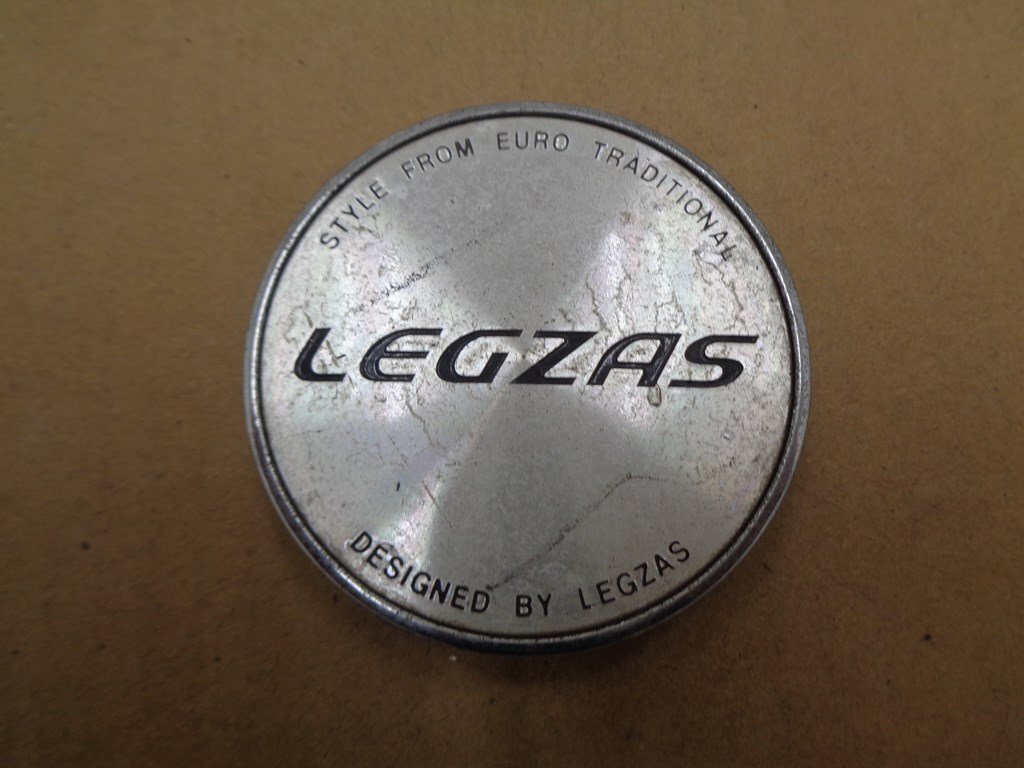 STYLE FROM EURO TRADITIONAL
LEGZAS
DESIGNED BY LEGZAS